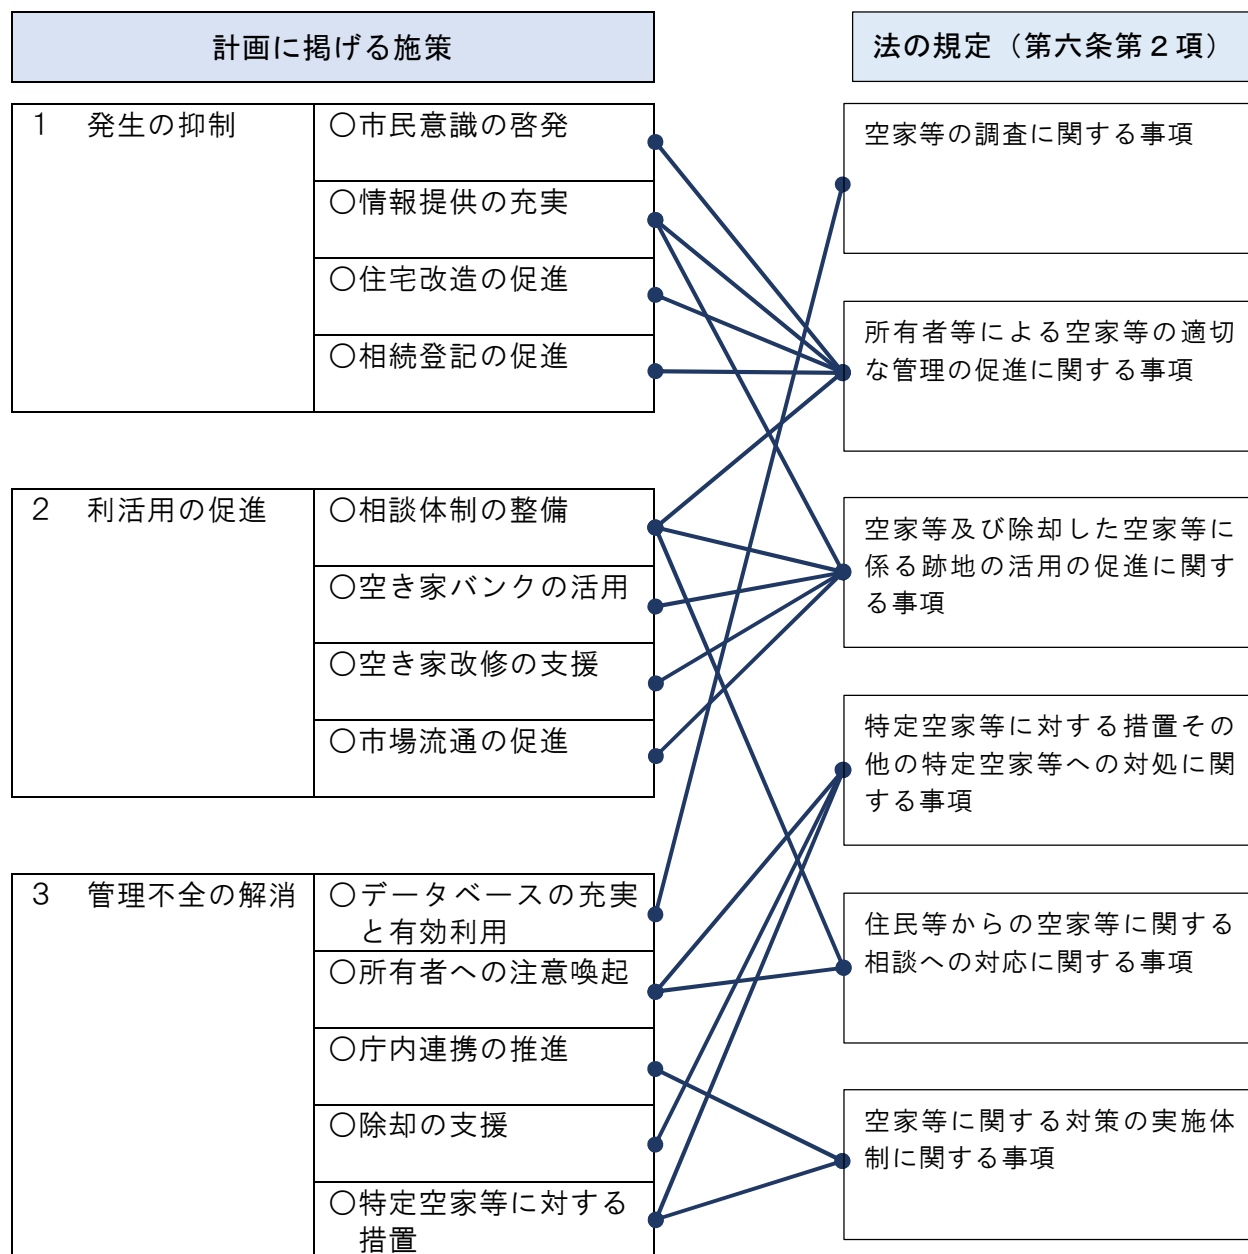 計画に掲げる施策
法の規定（第六条第２項）
１　発生の抑制
〇市民意識の啓発
〇情報提供の充実
〇住宅改造の促進
〇相続登記の促進
２　利活用の促進
〇相談体制の整備
〇空き家バンクの活用
〇空き家改修の支援
〇市場流通の促進
３　管理不全の解消
〇データベースの充実
と有効利用
〇所有者への注意喚起
〇庁内連携の推進
〇除却の支援
〇特定空家等に対する
措置
空家等の調査に関する事項
所有者等による空家等の適切
な管理の促進に関する事項
空家等及び除却した空家等に
係る跡地の活用の促進に関す
る事項
特定空家等に対する措置その
他の特定空家等への対処に関
する事項
住民等からの空家等に関する
相談への対応に関する事項
空家等に関する対策の実施体
制に関する事項